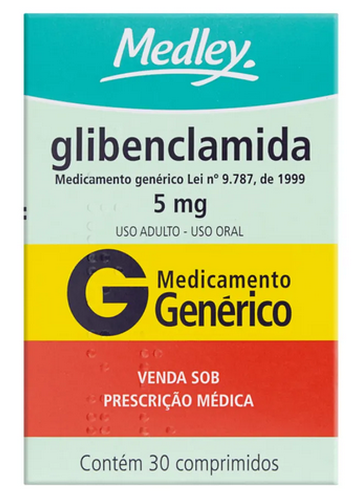 Medley.
glibenclamida
Medicamento genérico Lei nº 9.787, de 1999
5 mg
USO ADULTO - USO ORAL
G Medicamento
Genérico
VENDA SOB
PRESCRIÇÃO MÉDICA
Contém 30 comprimidos